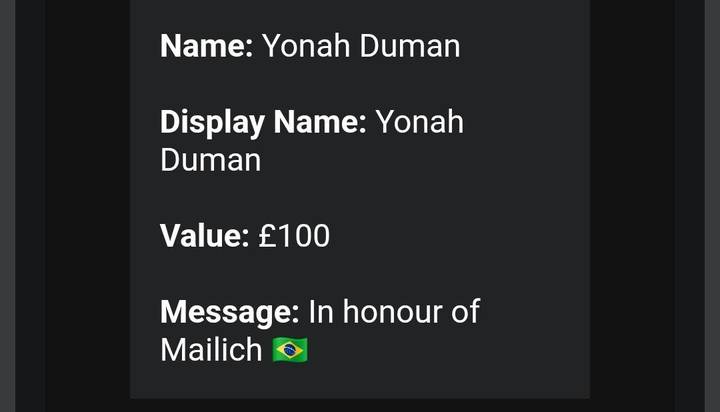 Name: Yonah Duman
Display Name: Yonah
Duman
Value: £100
Message: In honour of
Mailich 🇧🇷